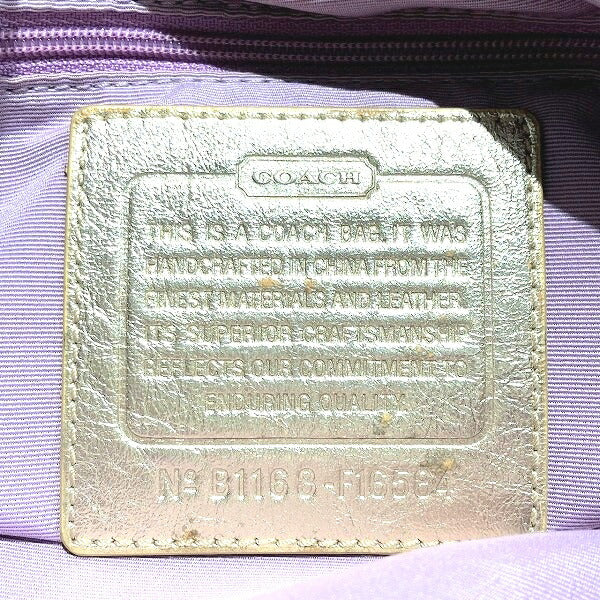 COACH
THIS IS A COACH BAG. IT WAS
HANDCRAFTED IN CHINA FROM THE
FINEST MATERIALS AND LEATHER.
ITS SUPERIOR CRAFTSMANSHIP
REFLECTS OUR COMMITMENT TO
ENDURING QUALITY.
Nº B1168-F16564